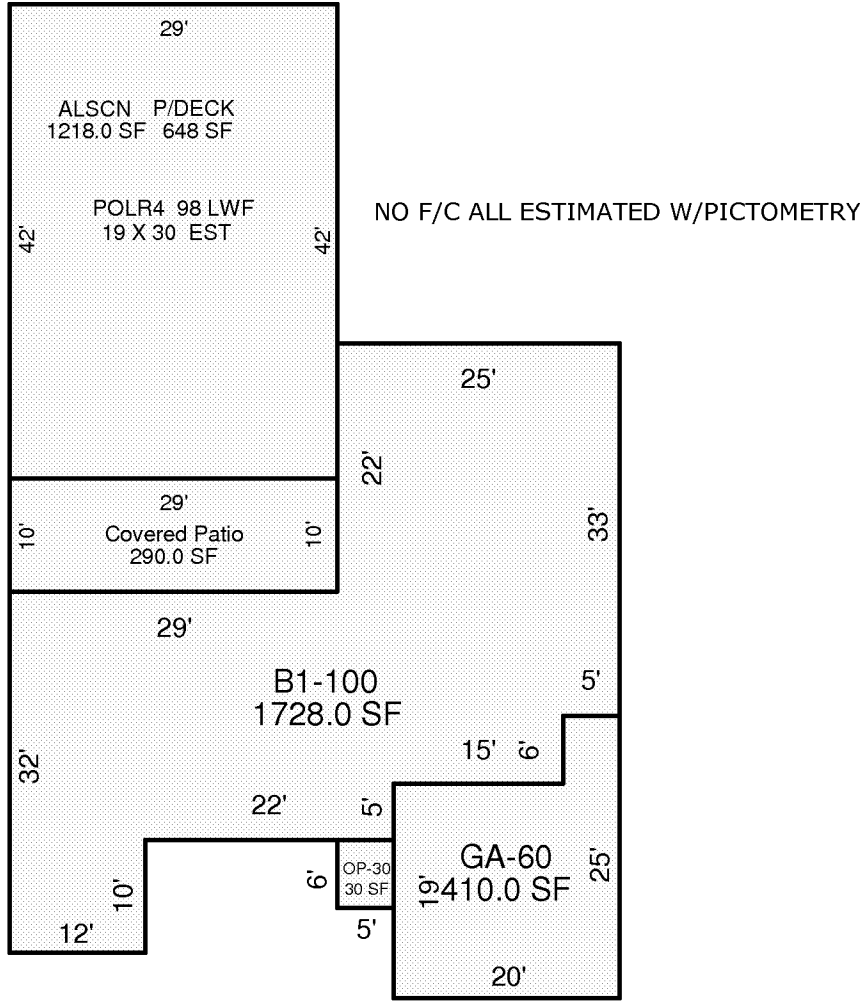 29'
ALSCN P/DECK
1218.0 SF 648 SF
POLR4 98 LWF
19 X 30 EST
42'
42'
NO F/C ALL ESTIMATED W/PICTOMETRY
25'
22'
33'
29'
10'
10'
Covered Patio
290.0 SF
29'
B1-100
1728.0 SF
5'
15'
6'
32'
22'
5'
GA-60
410.0 SF
25'
19'
OP-30
30 SF
6'
10'
5'
12'
20'